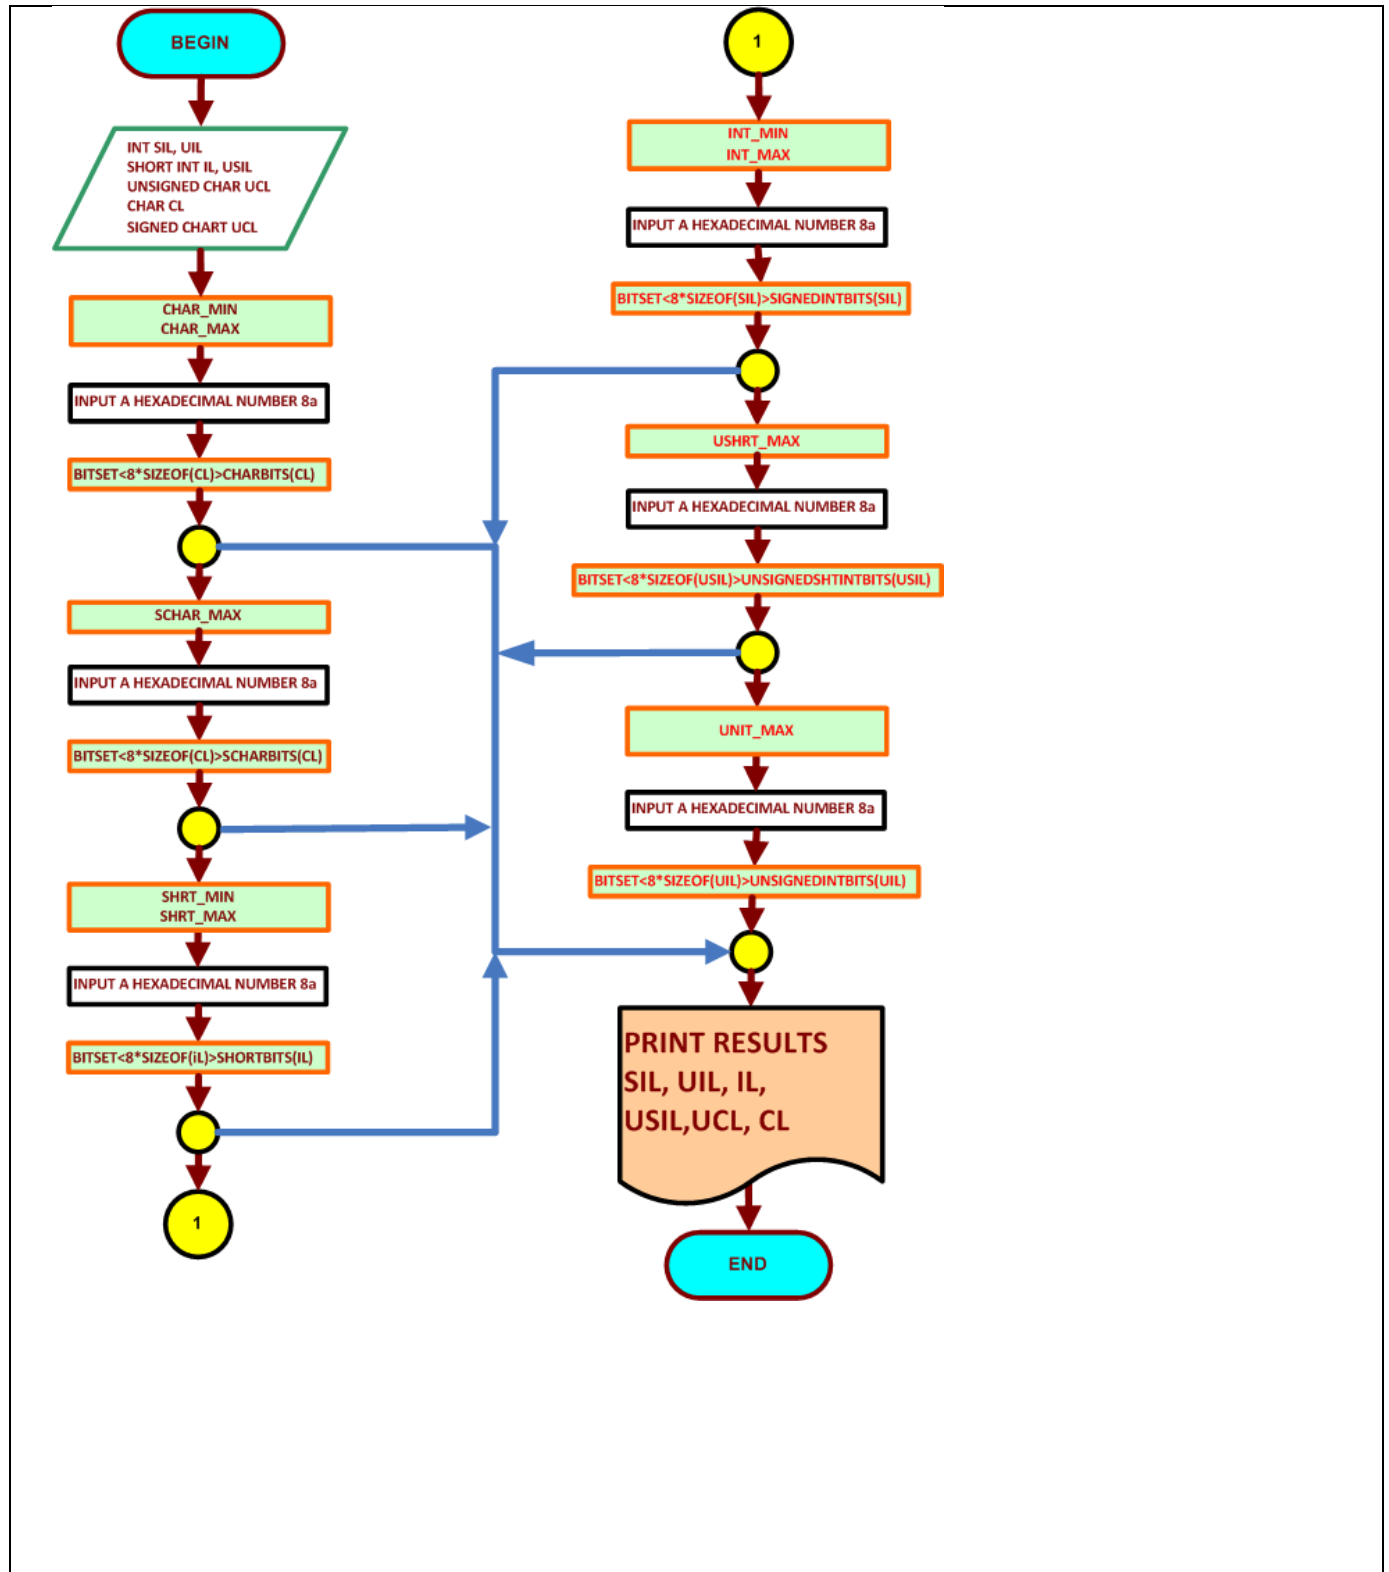 BEGIN
INT SIL, UIL
SHORT INT IL, USIL
UNSIGNED CHAR UCL
CHAR CL
SIGNED CHART UCL
CHAR_MIN
CHAR_MAX
INPUT A HEXADECIMAL NUMBER 8a
BITSET<8*SIZEOF(CL)>CHARBITS(CL)
SCHAR_MAX
INPUT A HEXADECIMAL NUMBER 8a
BITSET<8*SIZEOF(CL)>SCHARBITS(CL)
SHRT_MIN
SHRT_MAX
INPUT A HEXADECIMAL NUMBER 8a
BITSET<8*SIZEOF(iL)>SHORTBITS(IL)
1
1
INT_MIN
INT_MAX
INPUT A HEXADECIMAL NUMBER 8a
BITSET<8*SIZEOF(SIL)>SIGNEDINTBITS(SIL)
USHRT_MAX
INPUT A HEXADECIMAL NUMBER 8a
BITSET<8*SIZEOF(USIL)>UNSIGNEDSHTINTBITS(USIL)
UNIT_MAX
INPUT A HEXADECIMAL NUMBER 8a
BITSET<8*SIZEOF(UIL)>UNSIGNEDINTBITS(UIL)
PRINT RESULTS
SIL, UIL, IL,
USIL,UCL, CL
END